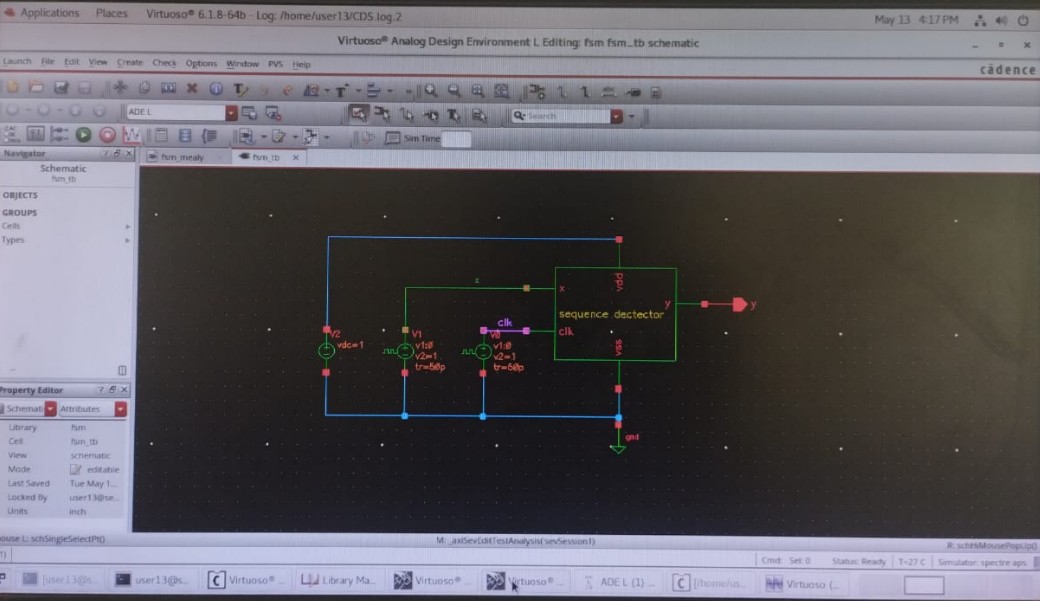 Applications Places Virtuoso® 6.1.8-64b - Log: /home/user13/CDS.log.2
May 13 4:17 PM
Virtuoso® Analog Design Environment L Editing: fsm fsm_tb schematic
Launch File Edit View Create Check Options Window PVS Help
cādence
ADE L
Search
Sim Time
Navigator
fsm_mealy
fsm_tb
Schematic
fsm_tb
OBJECTS
GROUPS
Cells
Types
vdd
x
x
y
y
sequence dectector
clk
clk
vss
V2
vdc=1
V1
v1:0
v2=1
tr=50p
V0
v1:0
v2=1
tr=50p
gnd
Property Editor
Schemati
Attributes
Library fsm
Cell fsm_tb
View schematic
Mode editable
Last Saved Tue May 1...
Locked By user13@se...
Units inch
ouse L: schSingleSelectPt()
M: _axlSevEditTestAnalysis(sevSession1)
R: schHiMousePopUp()
Cmd: Sel: 0 Status: Ready T=27 C Simulator: spectre aps
[user13@s...
user13@s...
Virtuoso® ...
Library Ma...
Virtuoso® ...
Virtuoso® ...
ADE L (1) ...
[/home/us...
Virtuoso (...